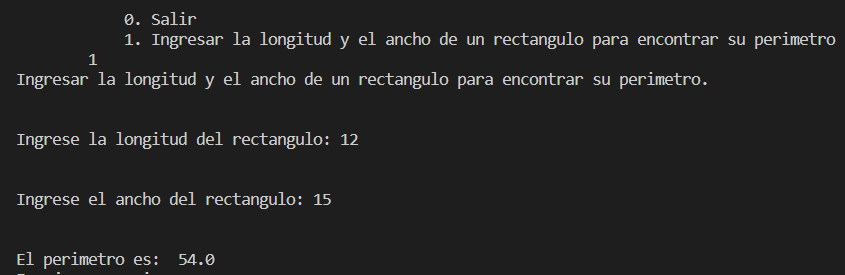 0. Salir
1. Ingresar la longitud y el ancho de un rectangulo para encontrar su perimetro
1
Ingresar la longitud y el ancho de un rectangulo para encontrar su perimetro.
Ingrese la longitud del rectangulo: 12
Ingrese el ancho del rectangulo: 15
El perimetro es:  54.0